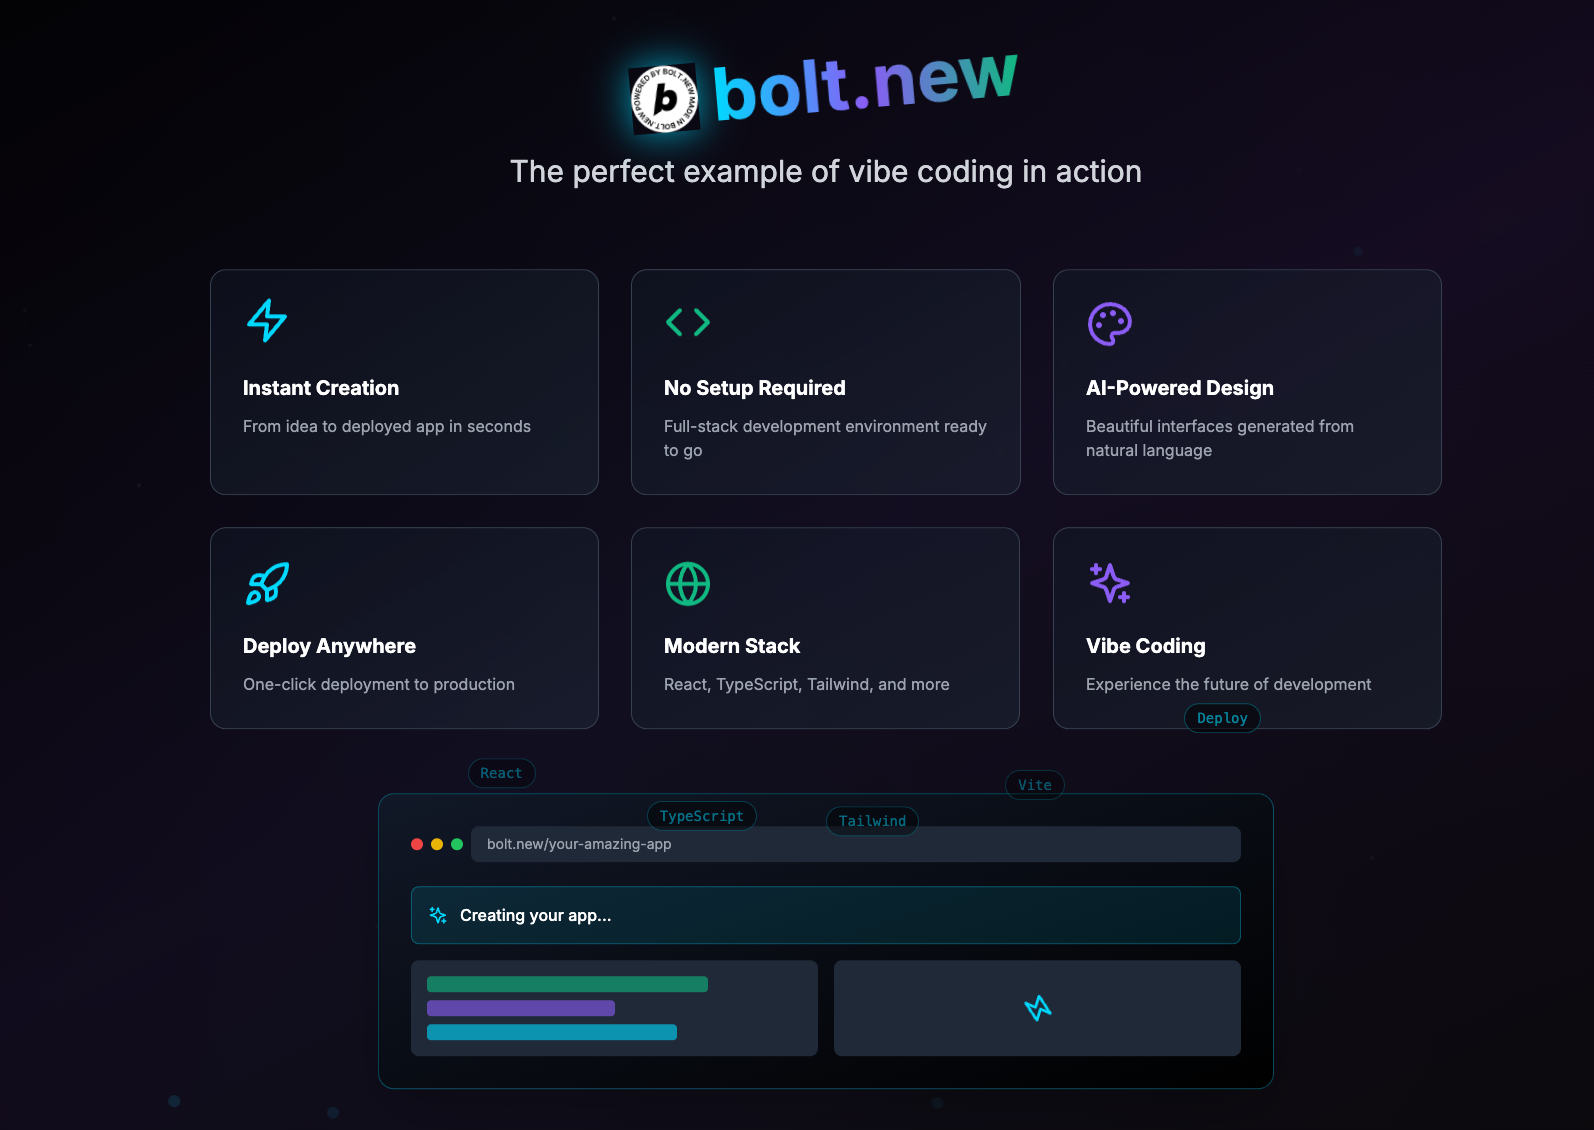 POWERED BY BOLT.NEW MADE IN BOLT.NEW
b
bolt.new
The perfect example of vibe coding in action
Instant Creation
From idea to deployed app in seconds
No Setup Required
Full-stack development environment ready
to go
AI-Powered Design
Beautiful interfaces generated from
natural language
Deploy Anywhere
One-click deployment to production
Modern Stack
React, TypeScript, Tailwind, and more
Vibe Coding
Experience the future of development
Deploy
React
Vite
TypeScript
Tailwind
bolt.new/your-amazing-app
Creating your app...